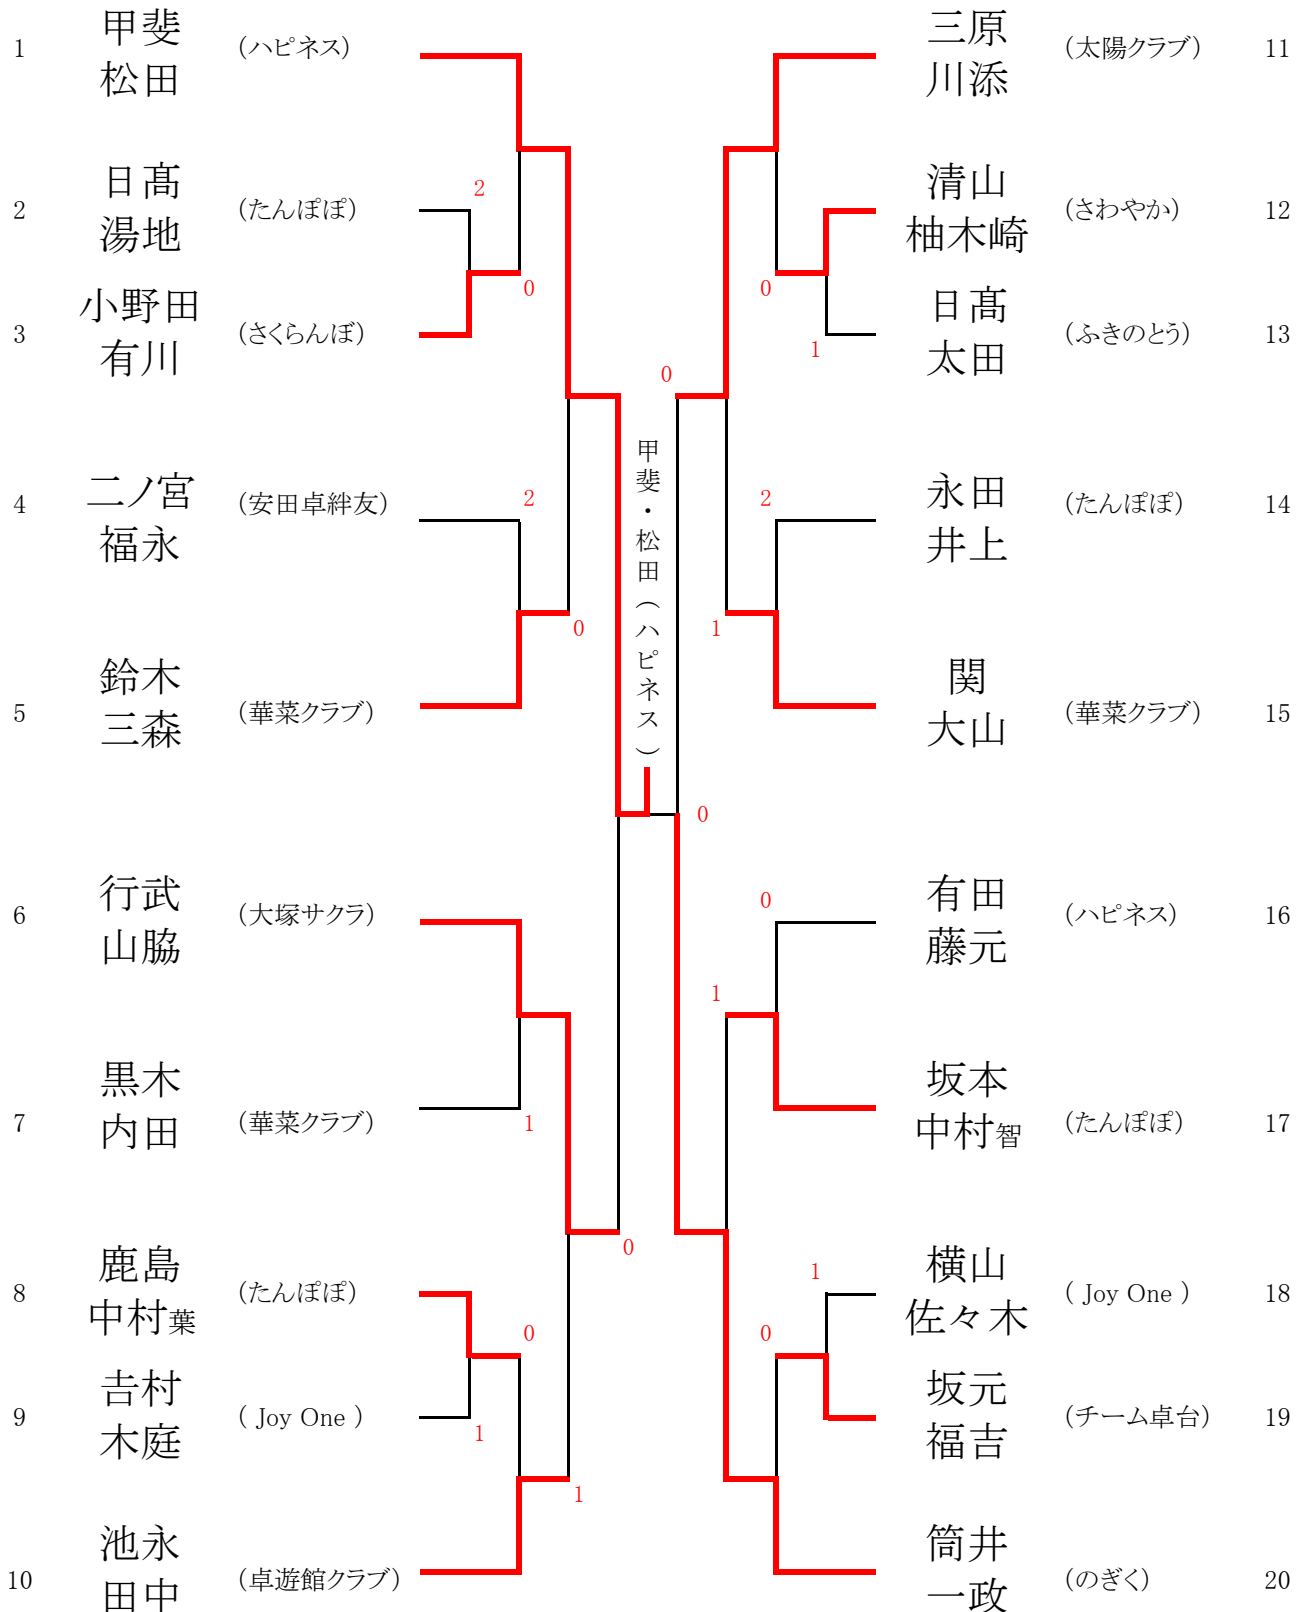 1 甲斐 松田 (ハピネス)
2 日髙 湯地 (たんぽぽ)
2
3 小野田 有川 (さくらんぼ)
0
4 二ノ宮 福永 (安田卓絆友)
2
5 鈴木 三森 (華菜クラブ)
0
6 行武 山脇 (大塚サクラ)
7 黒木 内田 (華菜クラブ)
1
0
8 鹿島 中村葉 (たんぽぽ)
0
9 𠮷村 木庭 ( Joy One )
1
10 池永 田中 (卓遊館クラブ)
1
甲斐・松田(ハピネス)
0
0
三原 川添 (太陽クラブ) 11
清山 柚木崎 (さわやか) 12
0
日髙 太田 (ふきのとう) 13
1
永田 井上 (たんぽぽ) 14
2
関 大山 (華菜クラブ) 15
1
有田 藤元 (ハピネス) 16
0
1
坂本 中村智 (たんぽぽ) 17
横山 佐々木 ( Joy One ) 18
1
0
坂元 福吉 (チーム卓台) 19
筒井 一政 (のぎく) 20